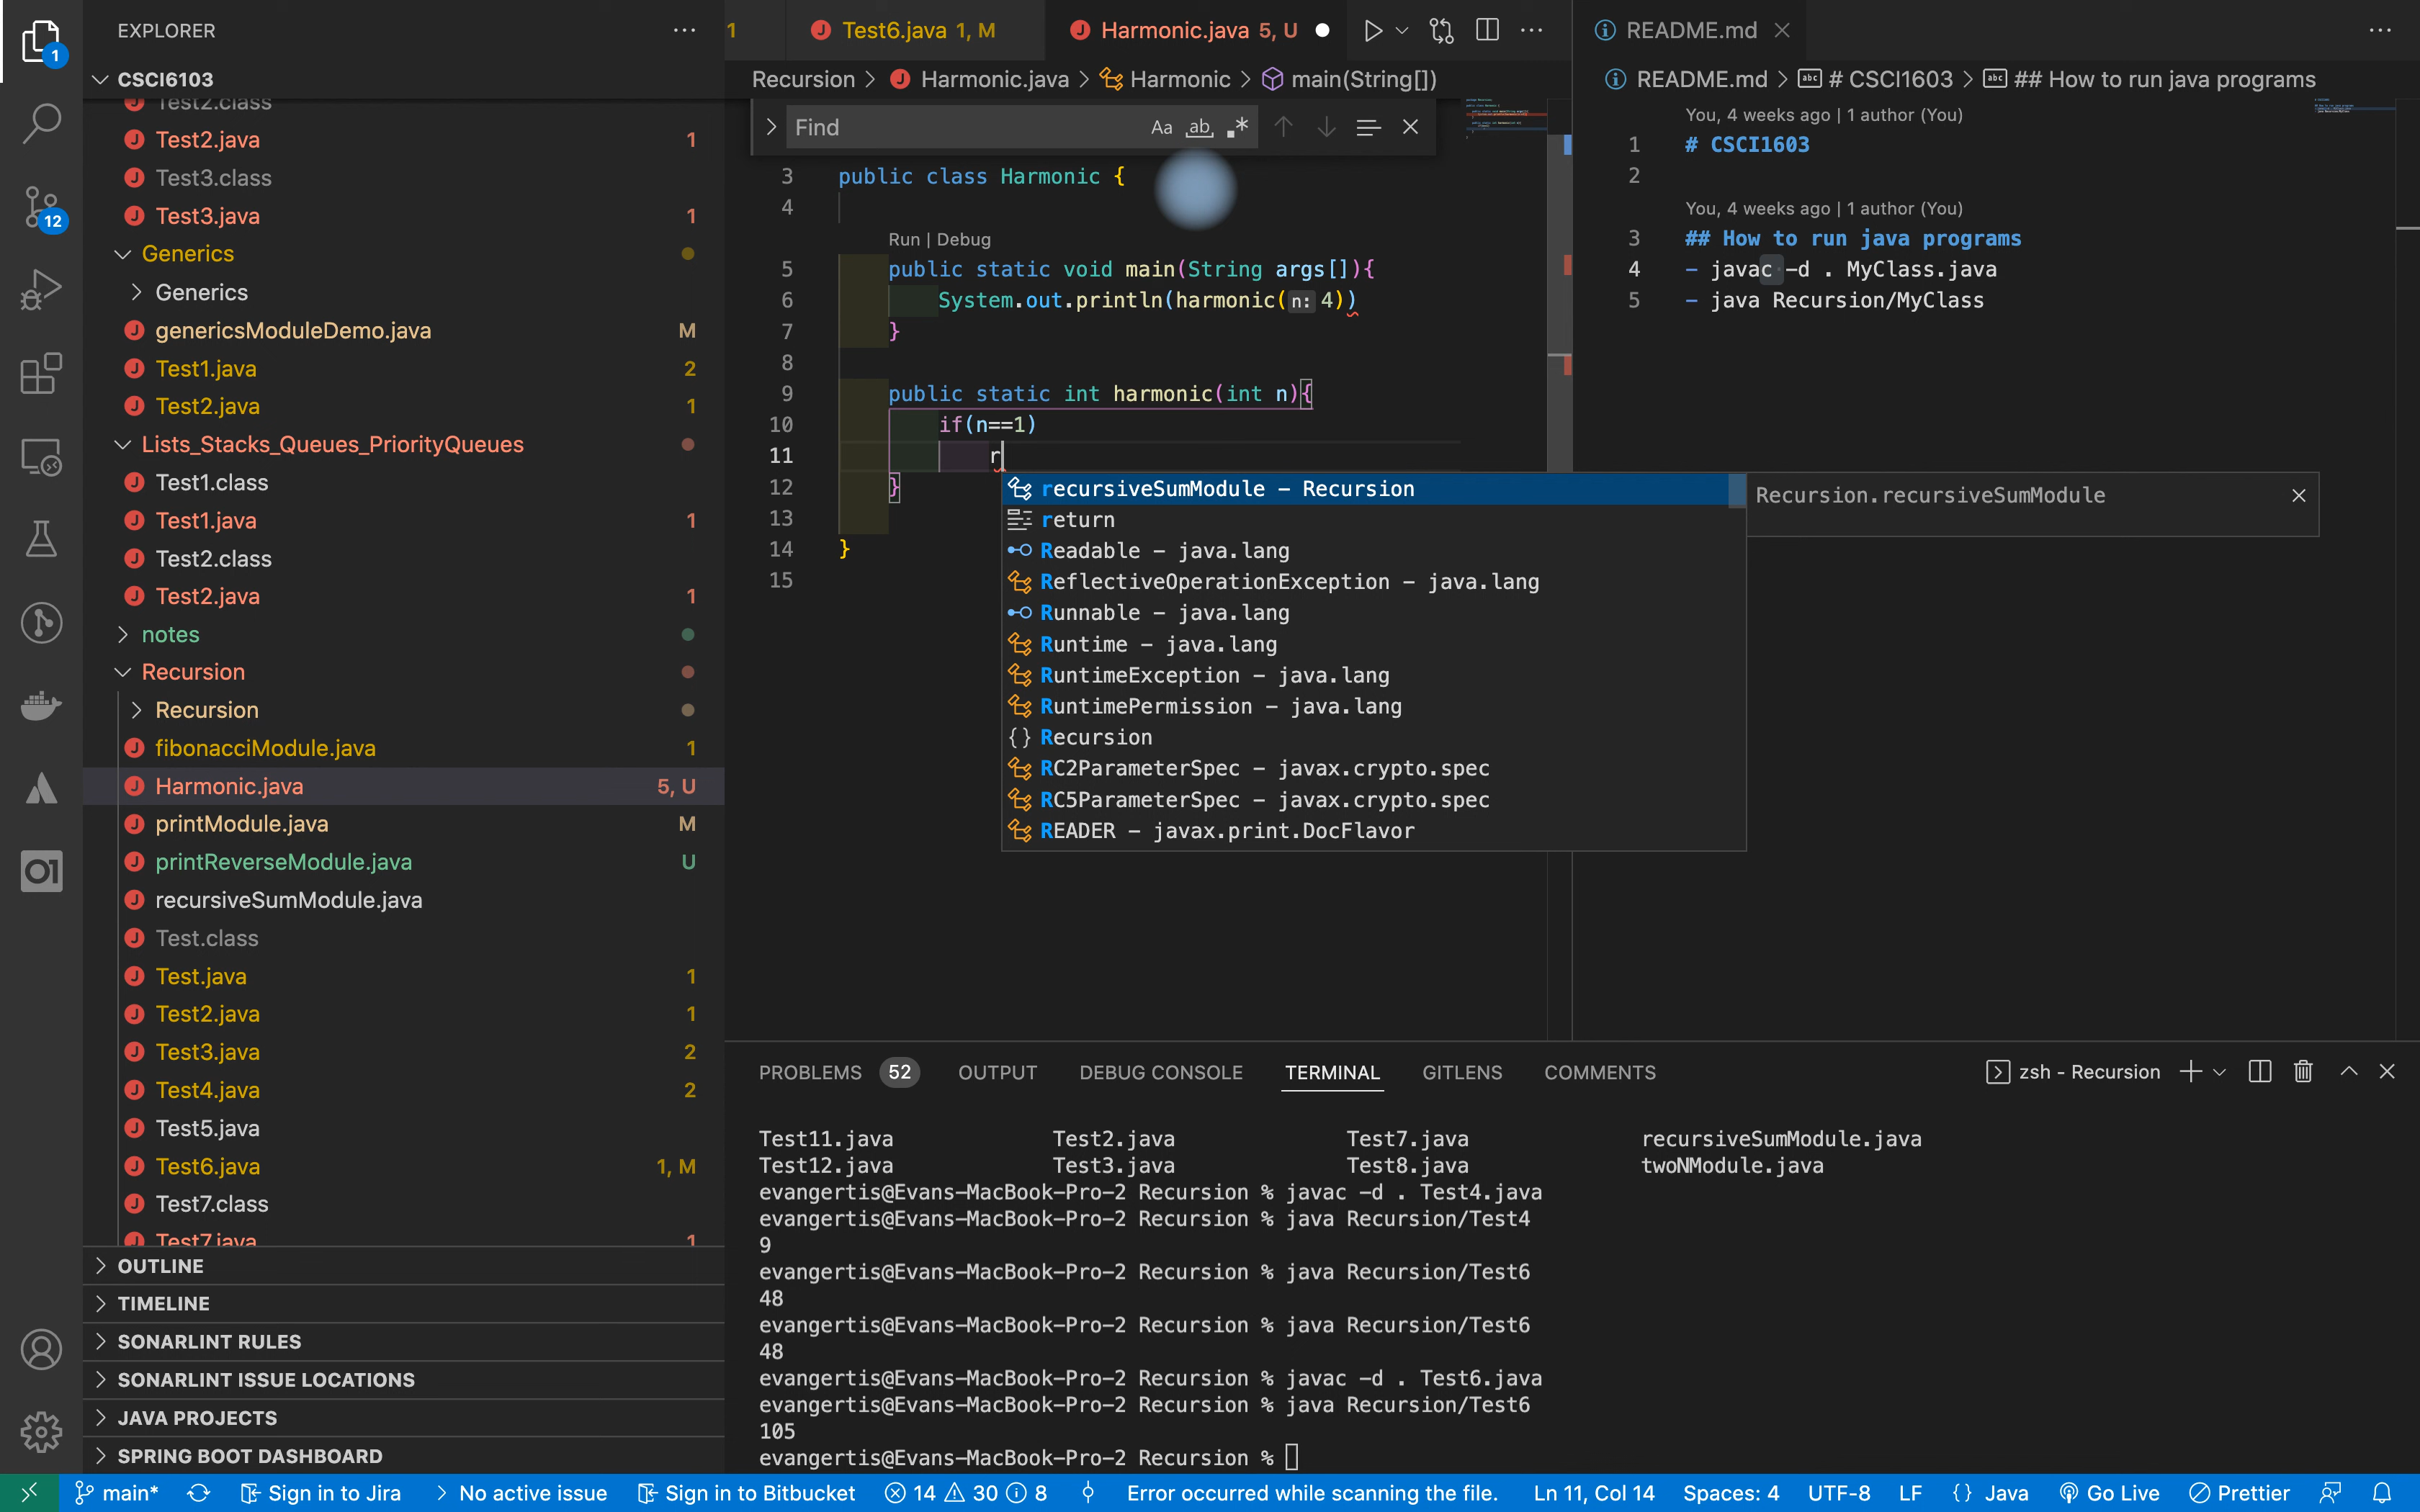 EXPLORER
CSCI6103
Test2.class
Test2.java 1
Test3.class
Test3.java 1
Generics
Generics
genericsModuleDemo.java M
Test1.java 2
Test2.java 1
Lists_Stacks_Queues_PriorityQueues
Test1.class
Test1.java 1
Test2.class
Test2.java 1
notes
Recursion
Recursion
fibonacciModule.java 1
Harmonic.java 5, U
printModule.java M
printReverseModule.java U
recursiveSumModule.java
Test.class
Test.java 1
Test2.java 1
Test3.java 2
Test4.java 2
Test5.java
Test6.java 1, M
Test7.class
Test7.java 1
OUTLINE
TIMELINE
SONARLINT RULES
SONARLINT ISSUE LOCATIONS
JAVA PROJECTS
SPRING BOOT DASHBOARD
1
12
1 Test6.java 1, M Harmonic.java 5, U
Recursion > Harmonic.java > Harmonic > main(String[])
Find Aa ab .*
3 public class Harmonic {
4
Run | Debug
5 public static void main(String args[]){
6 System.out.println(harmonic(n: 4))
7 }
8
9 public static int harmonic(int n){
10 if(n==1)
11 r
12 }
13
14 }
15
recursiveSumModule – Recursion
return
Readable – java.lang
ReflectiveOperationException – java.lang
Runnable – java.lang
Runtime – java.lang
RuntimeException – java.lang
RuntimePermission – java.lang
{} Recursion
RC2ParameterSpec – javax.crypto.spec
RC5ParameterSpec – javax.crypto.spec
READER – javax.print.DocFlavor
Recursion.recursiveSumModule
README.md
README.md > # CSCI1603 > ## How to run java programs
You, 4 weeks ago | 1 author (You)
1 # CSCI1603
2
You, 4 weeks ago | 1 author (You)
3 ## How to run java programs
4 - javac -d . MyClass.java
5 - java Recursion/MyClass
PROBLEMS 52 OUTPUT DEBUG CONSOLE TERMINAL GITLENS COMMENTS
zsh - Recursion
Test11.java Test2.java Test7.java recursiveSumModule.java
Test12.java Test3.java Test8.java twoNModule.java
evangertis@Evans-MacBook-Pro-2 Recursion % javac -d . Test4.java
evangertis@Evans-MacBook-Pro-2 Recursion % java Recursion/Test4
9
evangertis@Evans-MacBook-Pro-2 Recursion % java Recursion/Test6
48
evangertis@Evans-MacBook-Pro-2 Recursion % java Recursion/Test6
48
evangertis@Evans-MacBook-Pro-2 Recursion % javac -d . Test6.java
evangertis@Evans-MacBook-Pro-2 Recursion % java Recursion/Test6
105
evangertis@Evans-MacBook-Pro-2 Recursion %
main* Sign in to Jira No active issue Sign in to Bitbucket 14 30 8 Error occurred while scanning the file. Ln 11, Col 14 Spaces: 4 UTF-8 LF {} Java Go Live Prettier